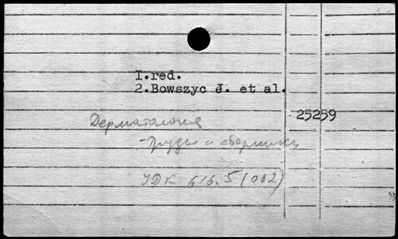 I.red.
2.Bowszyc J. et al.
25259
Дерматология
- труды и сборники
УДК 616.5 (082)